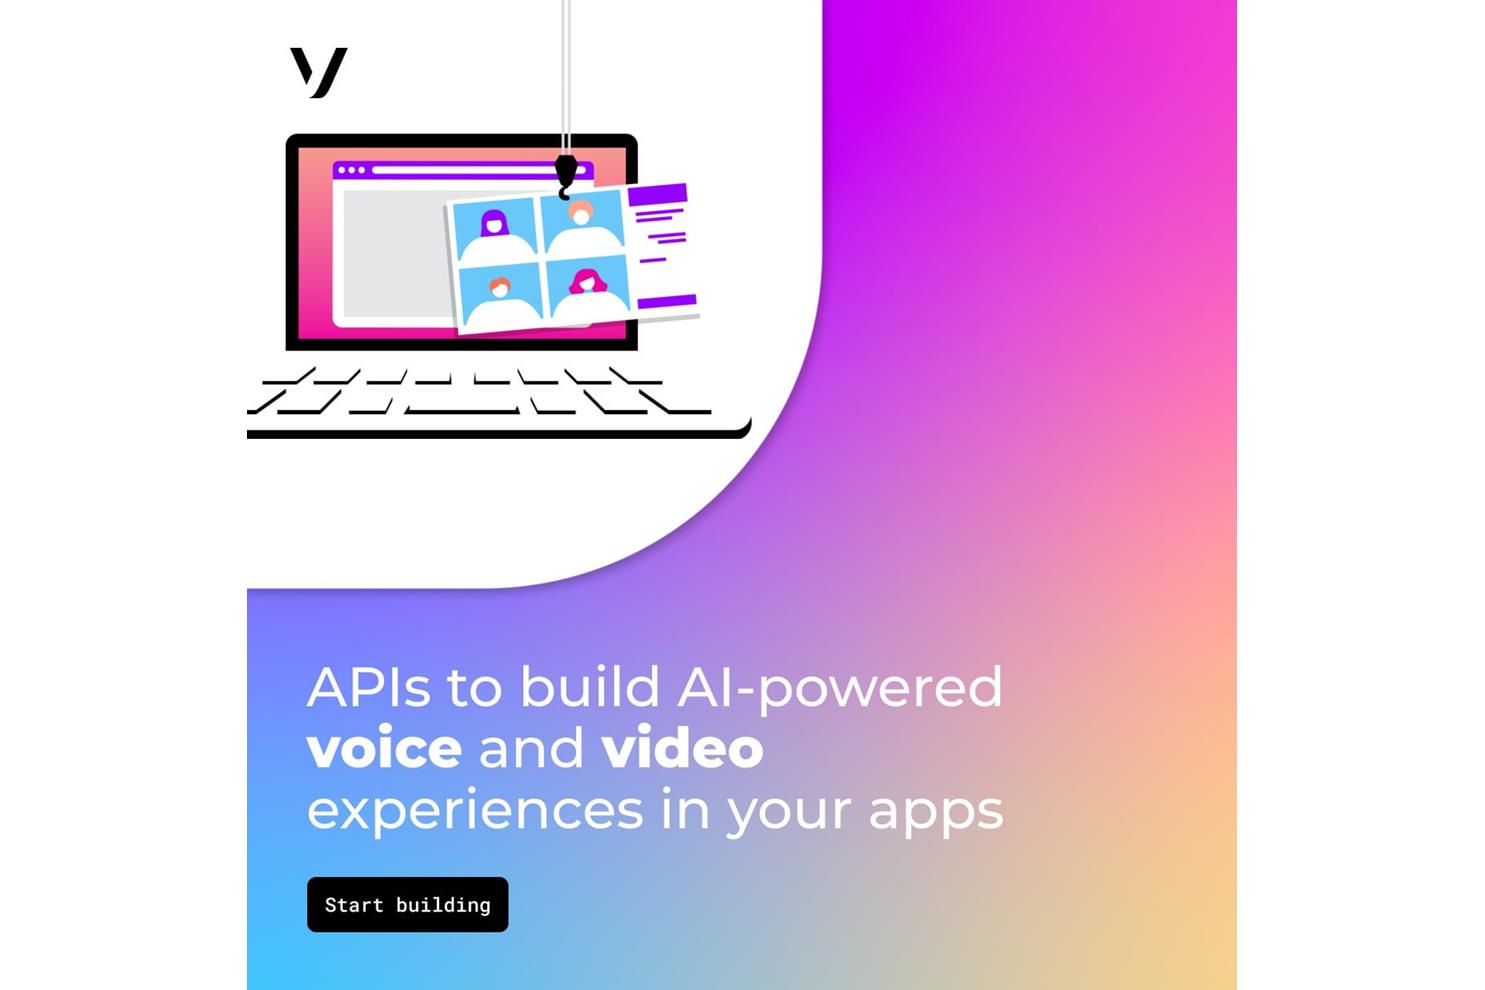 APIs to build AI-powered
voice and video
experiences in your apps
Start building